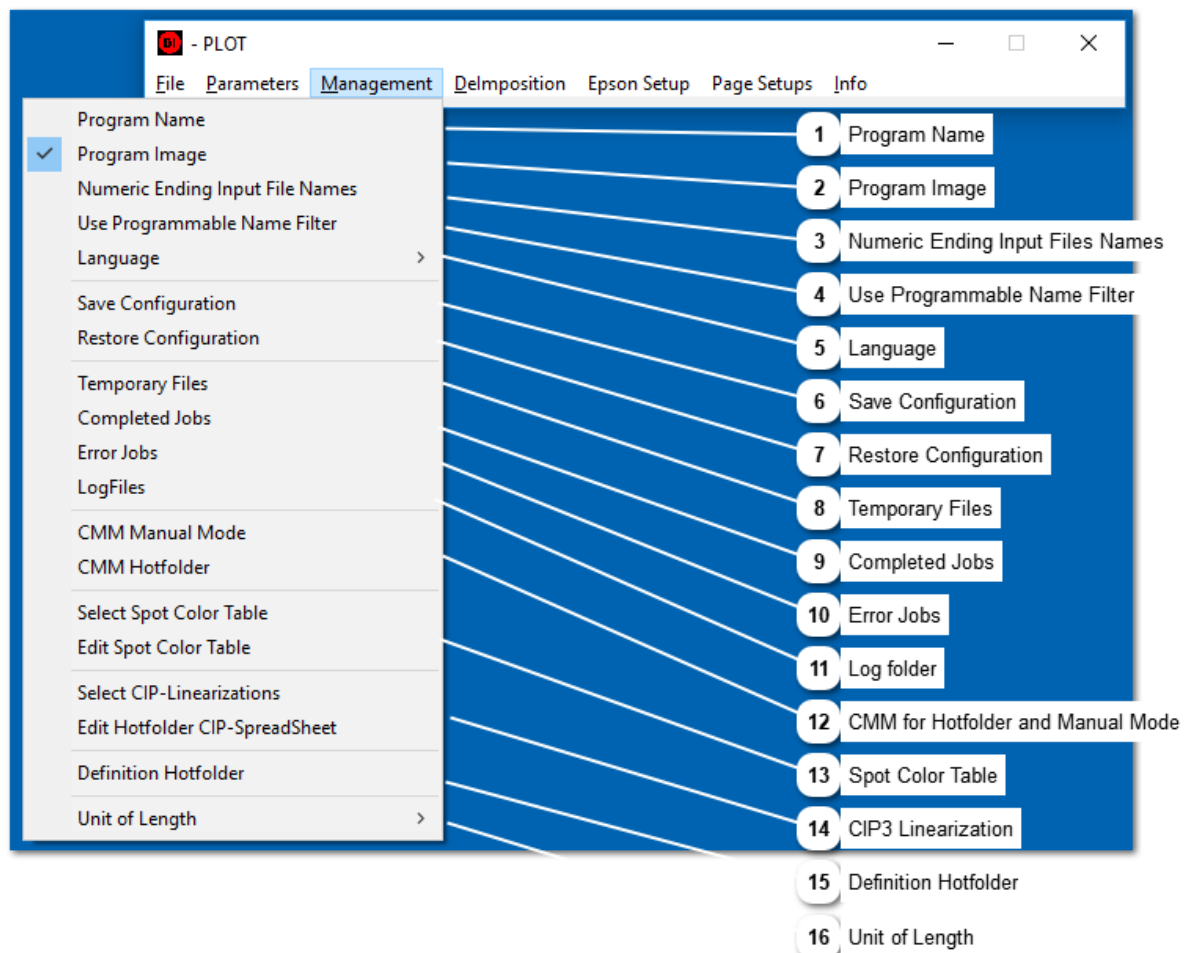 - PLOT
File Parameters Management DeImposition Epson Setup Page Setups Info
Program Name
Program Image
Numeric Ending Input File Names
Use Programmable Name Filter
Language
Save Configuration
Restore Configuration
Temporary Files
Completed Jobs
Error Jobs
LogFiles
CMM Manual Mode
CMM Hotfolder
Select Spot Color Table
Edit Spot Color Table
Select CIP-Linearizations
Edit Hotfolder CIP-SpreadSheet
Definition Hotfolder
Unit of Length
1 Program Name
2 Program Image
3 Numeric Ending Input Files Names
4 Use Programmable Name Filter
5 Language
6 Save Configuration
7 Restore Configuration
8 Temporary Files
9 Completed Jobs
10 Error Jobs
11 Log folder
12 CMM for Hotfolder and Manual Mode
13 Spot Color Table
14 CIP3 Linearization
15 Definition Hotfolder
16 Unit of Length